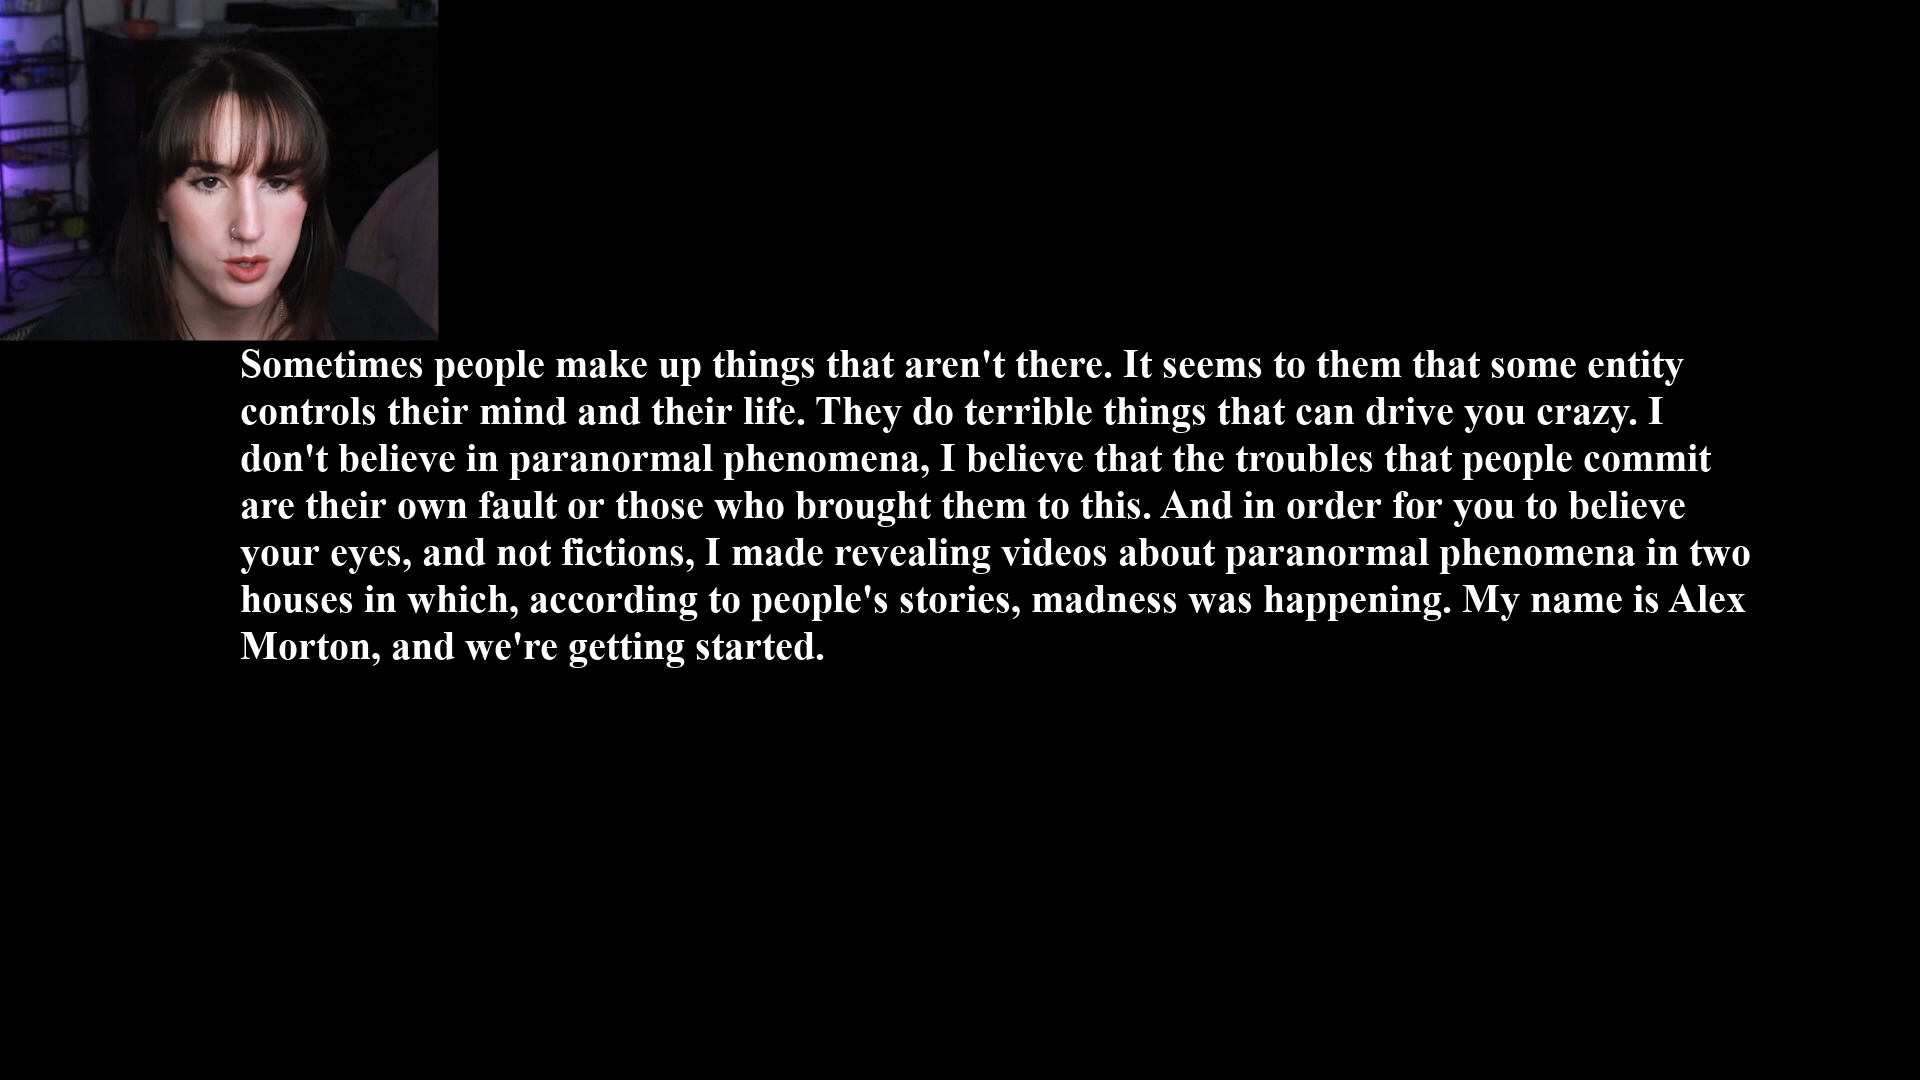 Sometimes people make up things that aren't there. It seems to them that some entity
controls their mind and their life. They do terrible things that can drive you crazy. I
don't believe in paranormal phenomena, I believe that the troubles that people commit
are their own fault or those who brought them to this. And in order for you to believe
your eyes, and not fictions, I made revealing videos about paranormal phenomena in two
houses in which, according to people's stories, madness was happening. My name is Alex
Morton, and we're getting started.